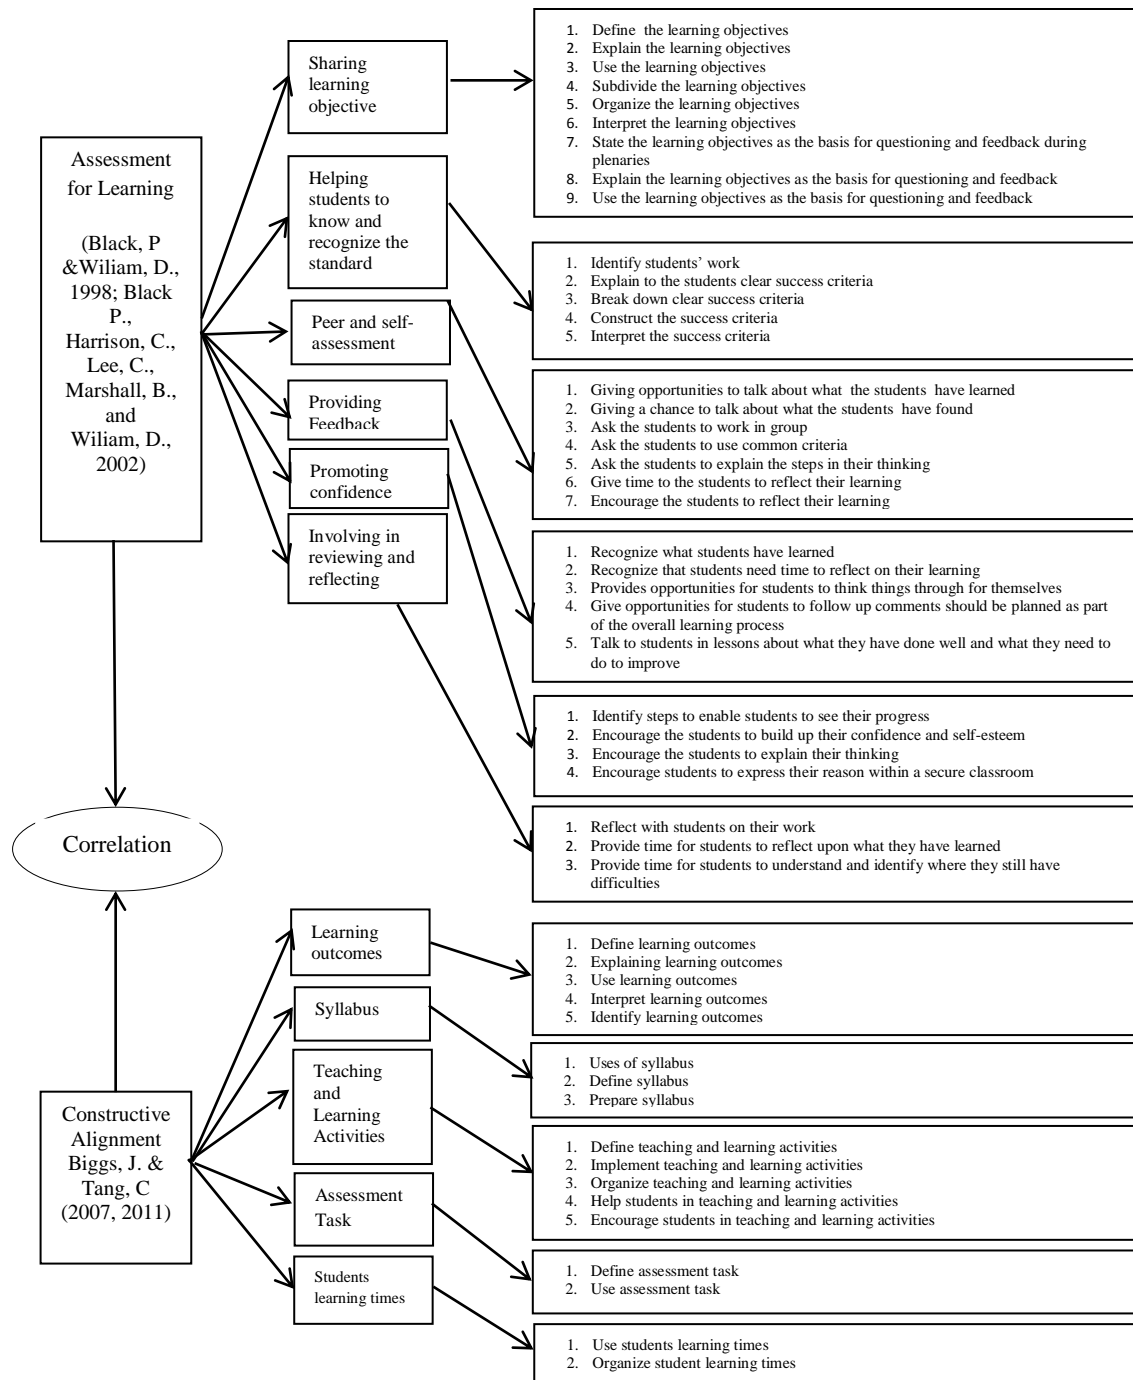 Assessment
for Learning
(Black, P
&Wiliam, D.,
1998; Black
P.,
Harrison, C.,
Lee, C.,
Marshall, B.,
and
Wiliam, D.,
2002)
Sharing
learning
objective
Helping
students to
know and
recognize the
standard
Peer and self-
assessment
Providing
Feedback
Promoting
confidence
Involving in
reviewing and
reflecting
1. Define the learning objectives
2. Explain the learning objectives
3. Use the learning objectives
4. Subdivide the learning objectives
5. Organize the learning objectives
6. Interpret the learning objectives
7. State the learning objectives as the basis for questioning and feedback during
plenaries
8. Explain the learning objectives as the basis for questioning and feedback
9. Use the learning objectives as the basis for questioning and feedback
1. Identify students’ work
2. Explain to the students clear success criteria
3. Break down clear success criteria
4. Construct the success criteria
5. Interpret the success criteria
1. Giving opportunities to talk about what the students have learned
2. Giving a chance to talk about what the students have found
3. Ask the students to work in group
4. Ask the students to use common criteria
5. Ask the students to explain the steps in their thinking
6. Give time to the students to reflect their learning
7. Encourage the students to reflect their learning
1. Recognize what students have learned
2. Recognize that students need time to reflect on their learning
3. Provides opportunities for students to think things through for themselves
4. Give opportunities for students to follow up comments should be planned as part
of the overall learning process
5. Talk to students in lessons about what they have done well and what they need to
do to improve
1. Identify steps to enable students to see their progress
2. Encourage the students to build up their confidence and self-esteem
3. Encourage the students to explain their thinking
4. Encourage students to express their reason within a secure classroom
1. Reflect with students on their work
2. Provide time for students to reflect upon what they have learned
3. Provide time for students to understand and identify where they still have
difficulties
Correlation
Constructive
Alignment
Biggs, J. &
Tang, C
(2007, 2011)
Learning
outcomes
Syllabus
Teaching
and
Learning
Activities
Assessment
Task
Students
learning times
1. Define learning outcomes
2. Explaining learning outcomes
3. Use learning outcomes
4. Interpret learning outcomes
5. Identify learning outcomes
1. Uses of syllabus
2. Define syllabus
3. Prepare syllabus
1. Define teaching and learning activities
2. Implement teaching and learning activities
3. Organize teaching and learning activities
4. Help students in teaching and learning activities
5. Encourage students in teaching and learning activities
1. Define assessment task
2. Use assessment task
1. Use students learning times
2. Organize student learning times